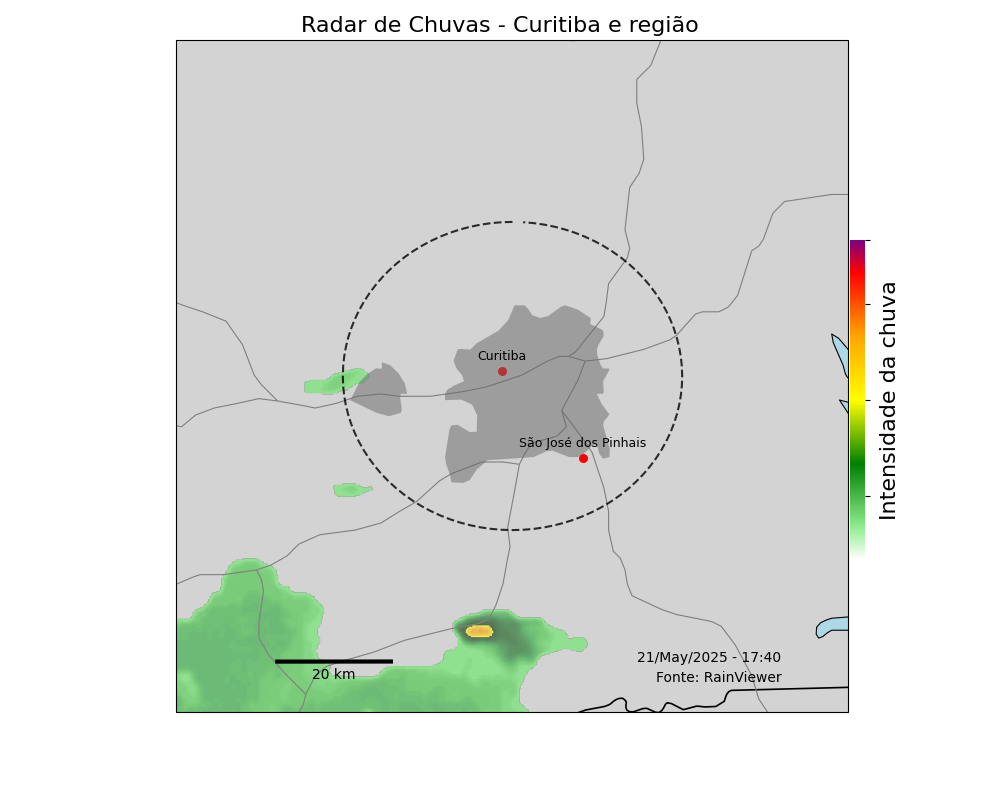 Radar de Chuvas - Curitiba e região
Curitiba
São José dos Pinhais
Intensidade da chuva
21/May/2025 - 17:40
Fonte: RainViewer
20 km